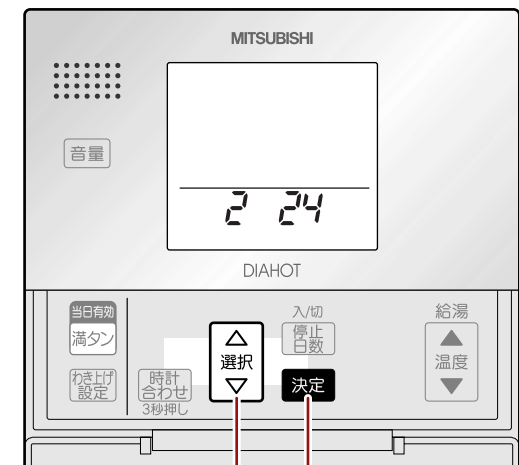 MITSUBISHI
音量
2 24
DIAHOT
当日有効
満タン
わき上げ
設定
時計
合わせ
3秒押し
選択
入/切
停止
日数
決定
給湯
温度